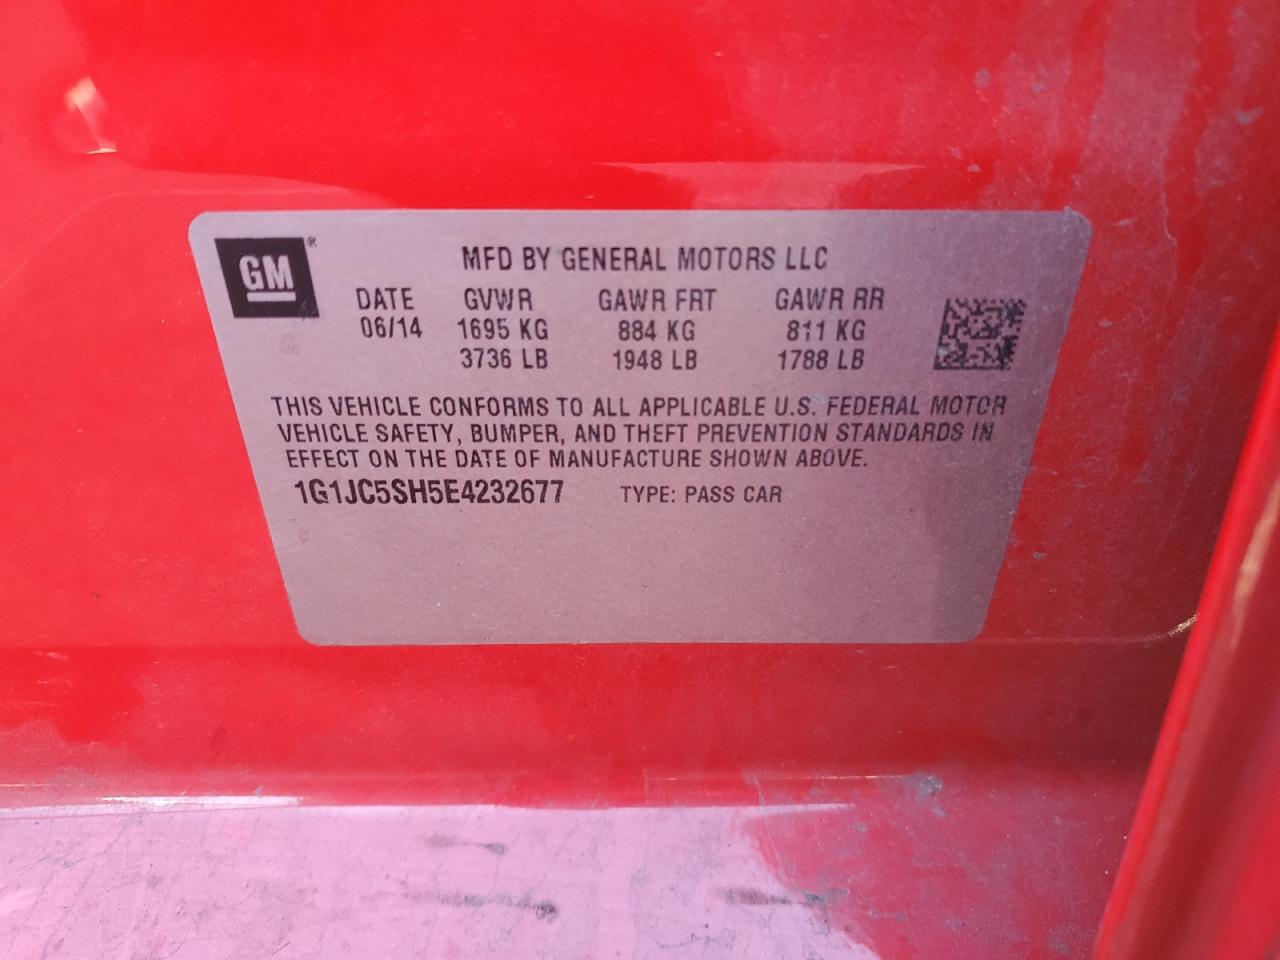 GM®
MFD BY GENERAL MOTORS LLC
DATE GVWR GAWR FRT GAWR RR
06/14 1695 KG 884 KG 811 KG
3736 LB 1948 LB 1788 LB
THIS VEHICLE CONFORMS TO ALL APPLICABLE U.S. FEDERAL MOTOR
VEHICLE SAFETY, BUMPER, AND THEFT PREVENTION STANDARDS IN
EFFECT ON THE DATE OF MANUFACTURE SHOWN ABOVE.
1G1JC5SH5E4232677 TYPE: PASS CAR